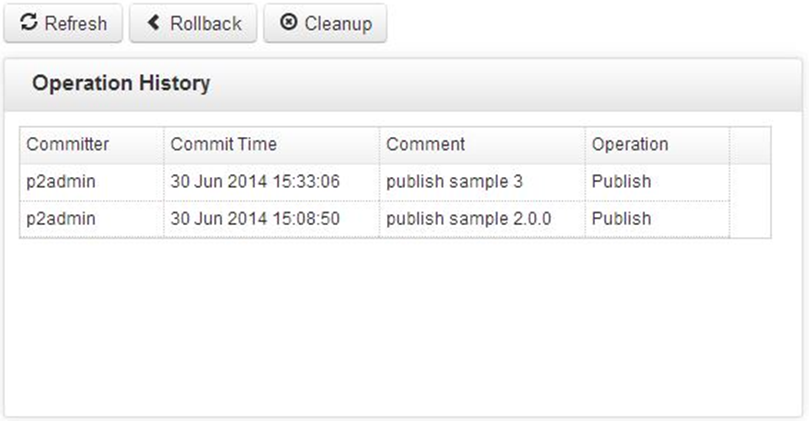 Refresh Rollback Cleanup
Operation History
Committer Commit Time Comment Operation
p2admin 30 Jun 2014 15:33:06 publish sample 3 Publish
p2admin 30 Jun 2014 15:08:50 publish sample 2.0.0 Publish